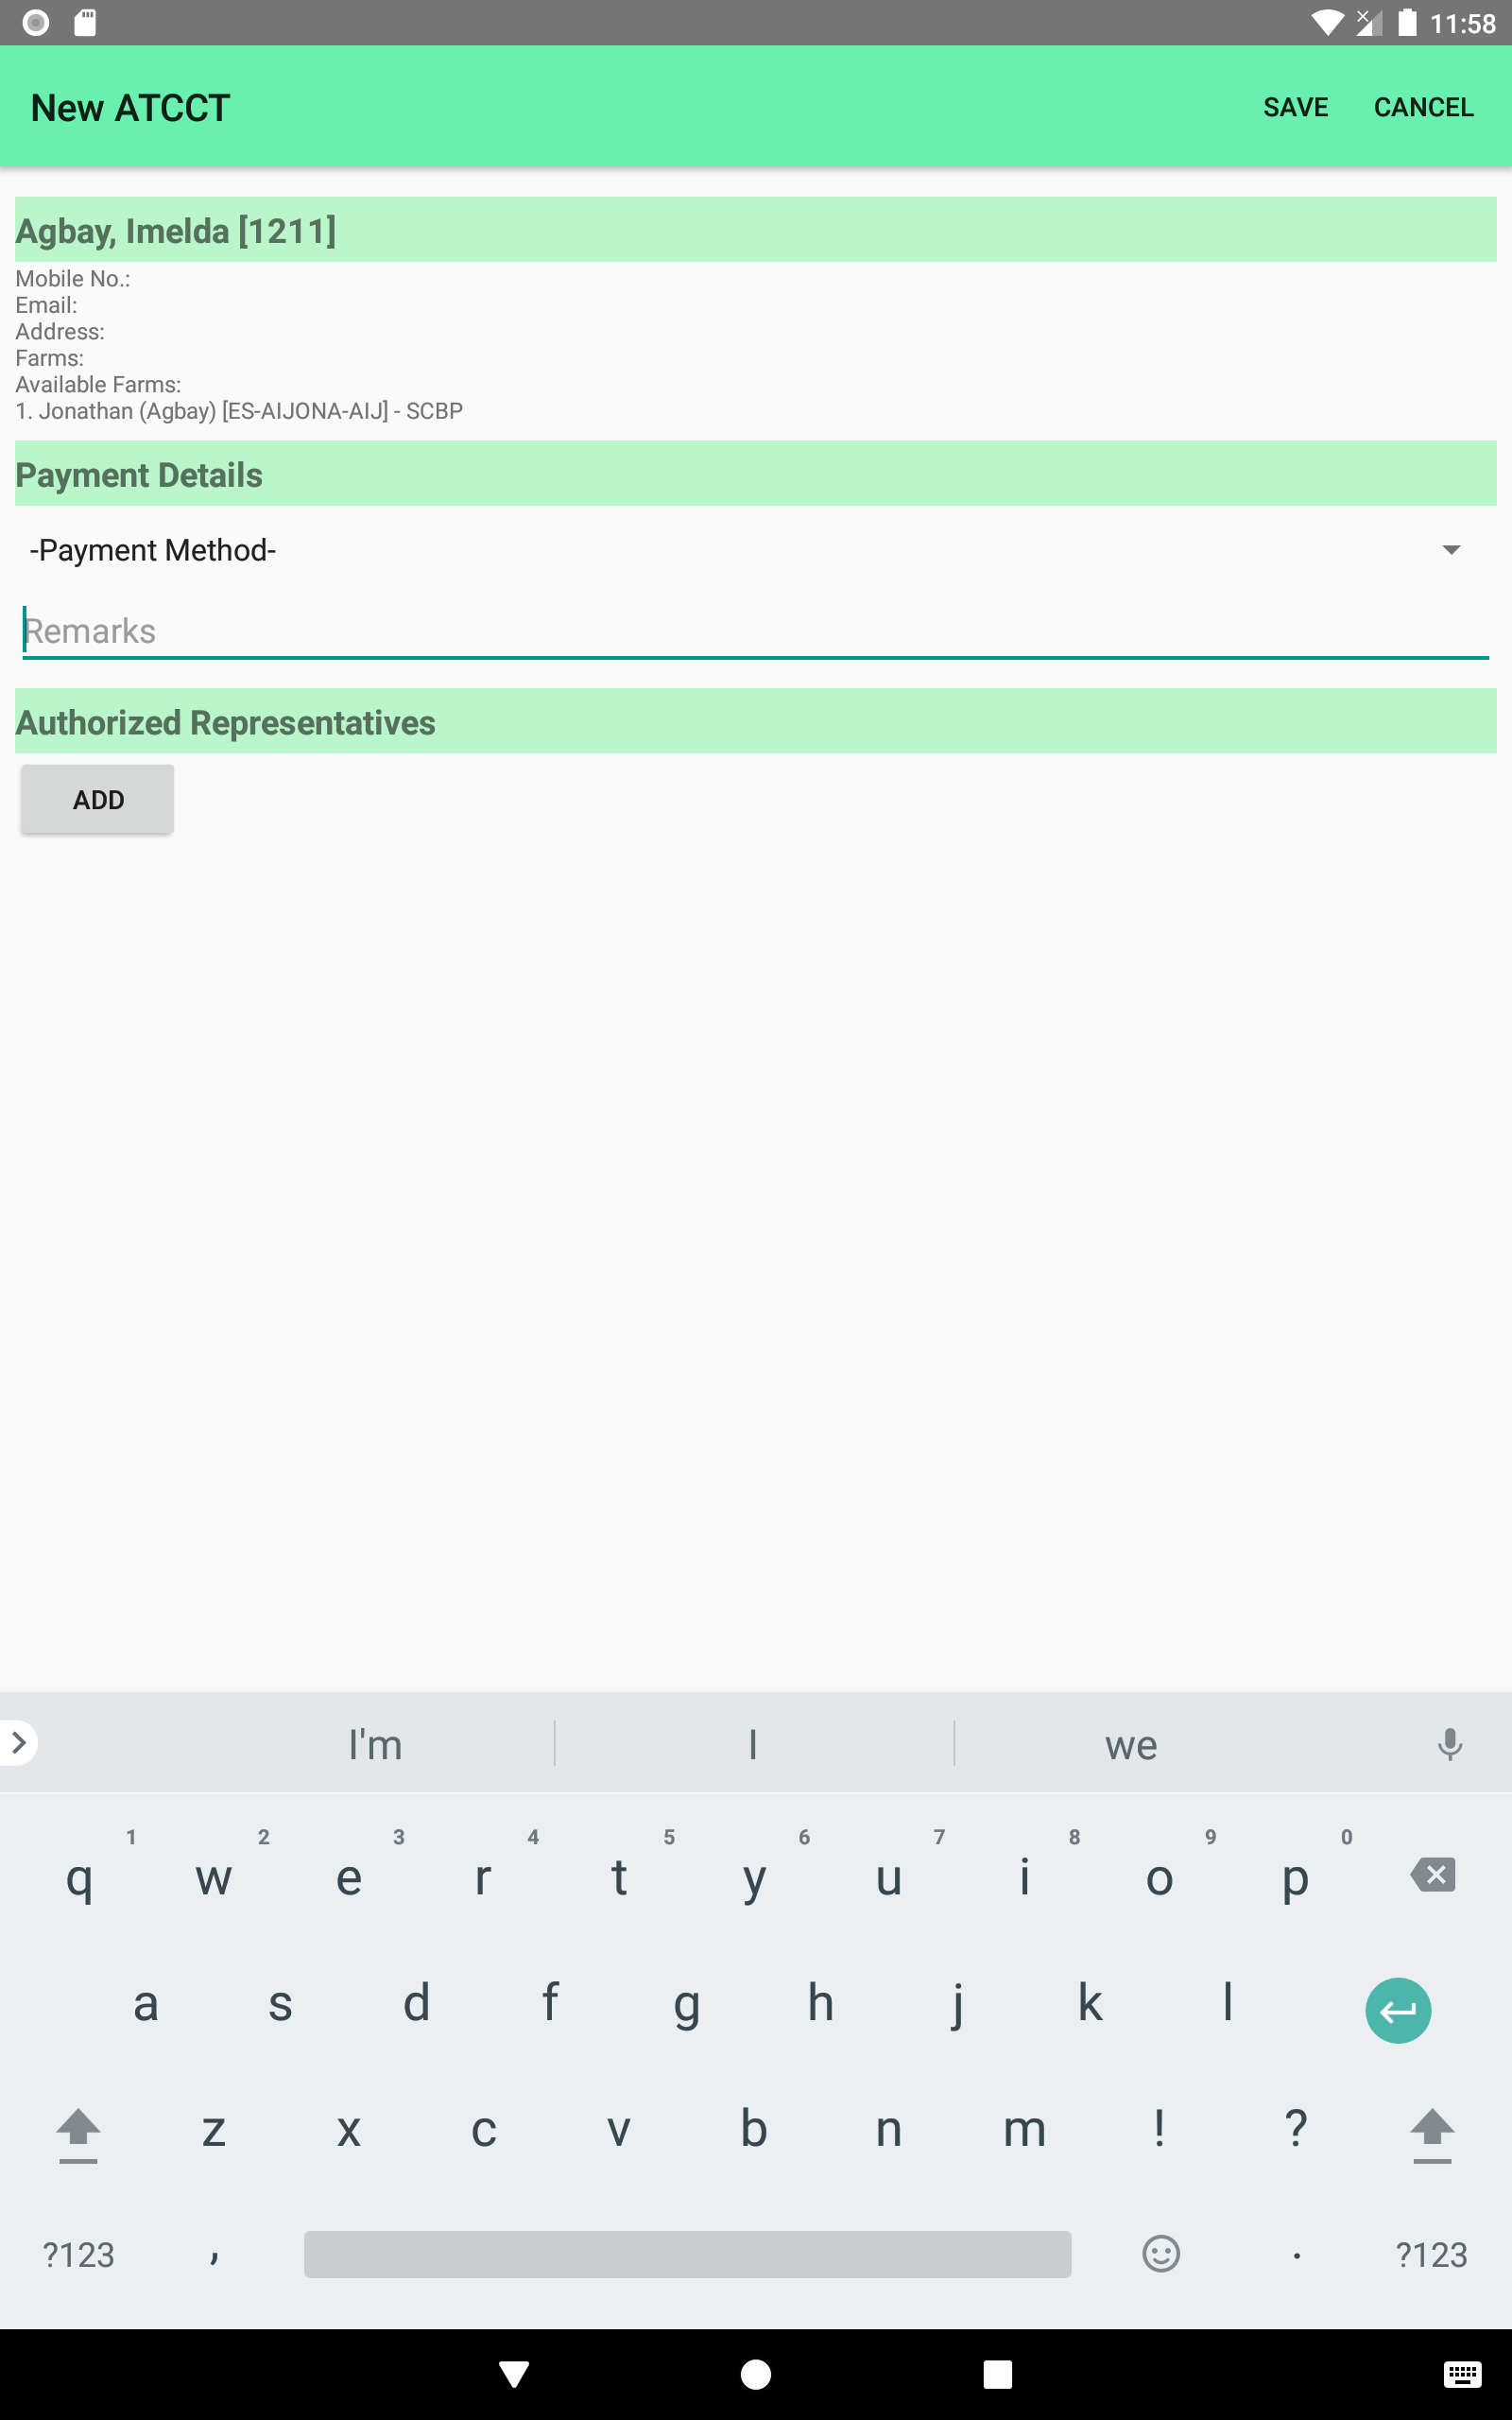 11:58
New ATCCT SAVE CANCEL
Agbay, Imelda [1211]
Mobile No.:
Email:
Address:
Farms:
Available Farms:
1. Jonathan (Agbay) [ES-AIJONA-AIJ] - SCBP
Payment Details
-Payment Method-
Remarks
Authorized Representatives
ADD
I'm I we
1 2 3 4 5 6 7 8 9 0
q w e r t y u i o p
a s d f g h j k l
z x c v b n m ! ?
?123 , . ?123